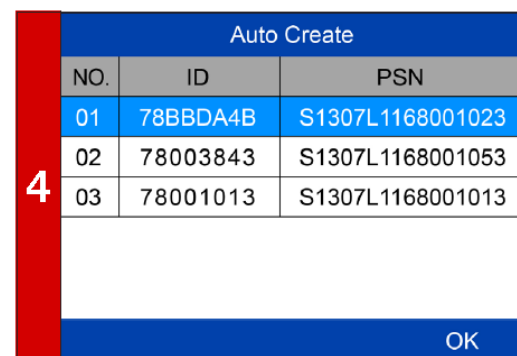 Auto Create
NO. ID PSN
01 78BBDA4B S1307L1168001023
02 78003843 S1307L1168001053
4
03 78001013 S1307L1168001013
OK